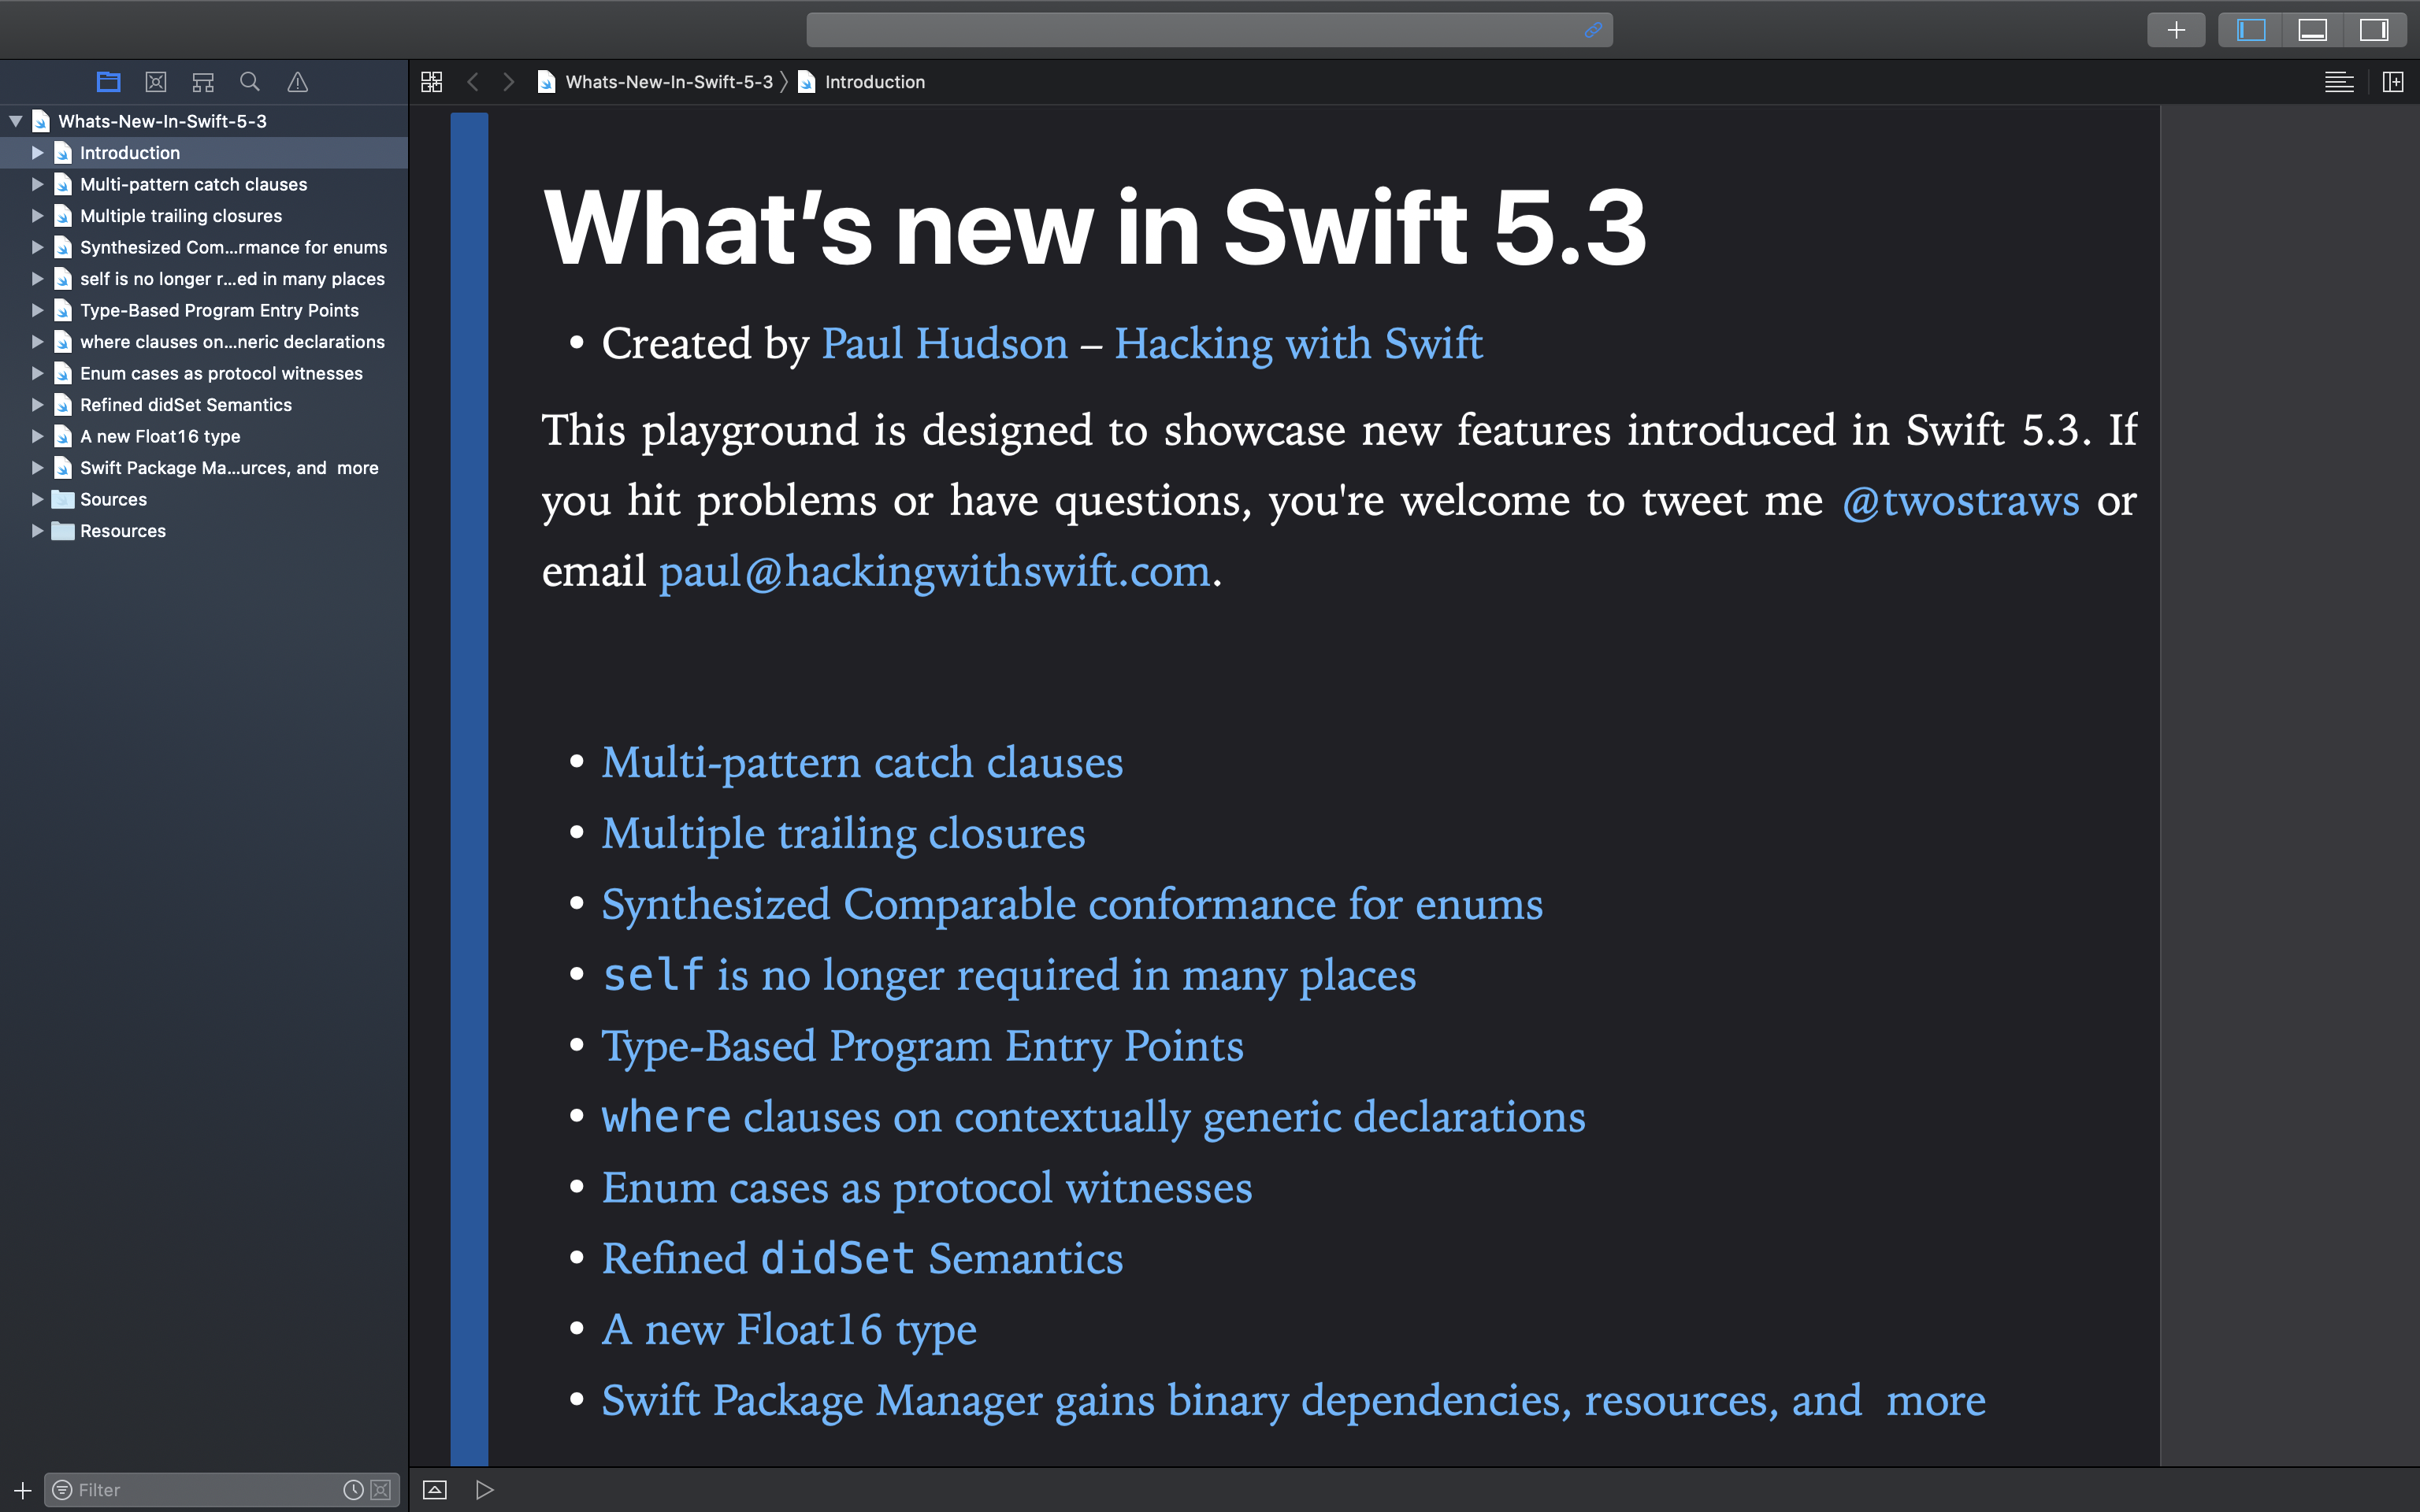 Whats-New-In-Swift-5-3 〉 Introduction
Whats-New-In-Swift-5-3
Introduction
Multi-pattern catch clauses
Multiple trailing closures
Synthesized Com...rmance for enums
self is no longer r...ed in many places
Type-Based Program Entry Points
where clauses on...neric declarations
Enum cases as protocol witnesses
Refined didSet Semantics
A new Float16 type
Swift Package Ma...urces, and  more
Sources
Resources
Filter
What’s new in Swift 5.3
• Created by Paul Hudson – Hacking with Swift
This playground is designed to showcase new features introduced in Swift 5.3. If
you hit problems or have questions, you're welcome to tweet me @twostraws or
email paul@hackingwithswift.com.
• Multi-pattern catch clauses
• Multiple trailing closures
• Synthesized Comparable conformance for enums
• self is no longer required in many places
• Type-Based Program Entry Points
• where clauses on contextually generic declarations
• Enum cases as protocol witnesses
• Refined didSet Semantics
• A new Float16 type
• Swift Package Manager gains binary dependencies, resources, and  more